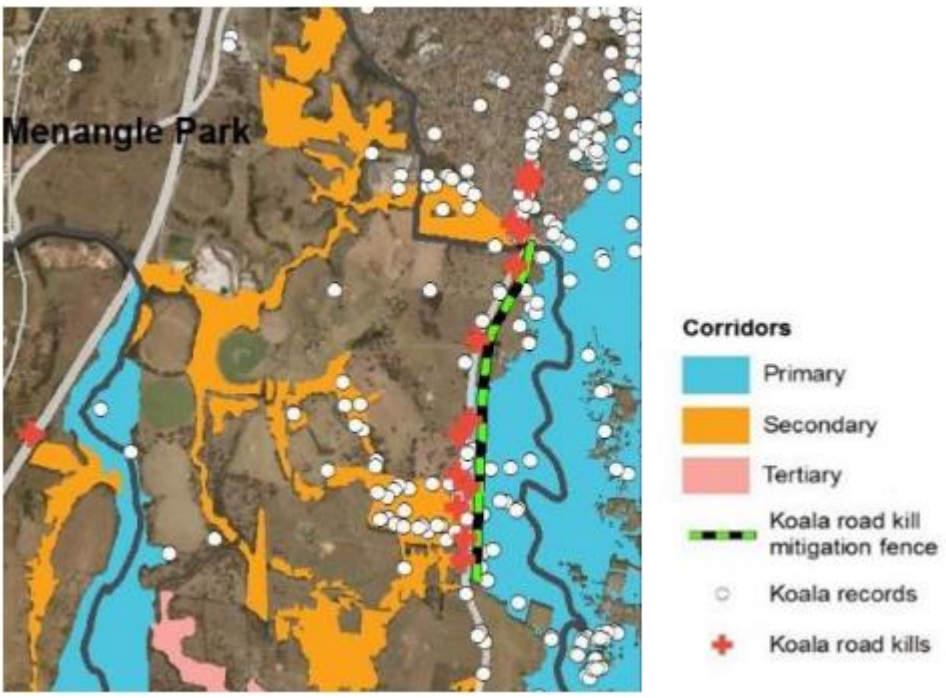 Menangle Park
Corridors
Primary
Secondary
Tertiary
Koala road kill
mitigation fence
Koala records
Koala road kills